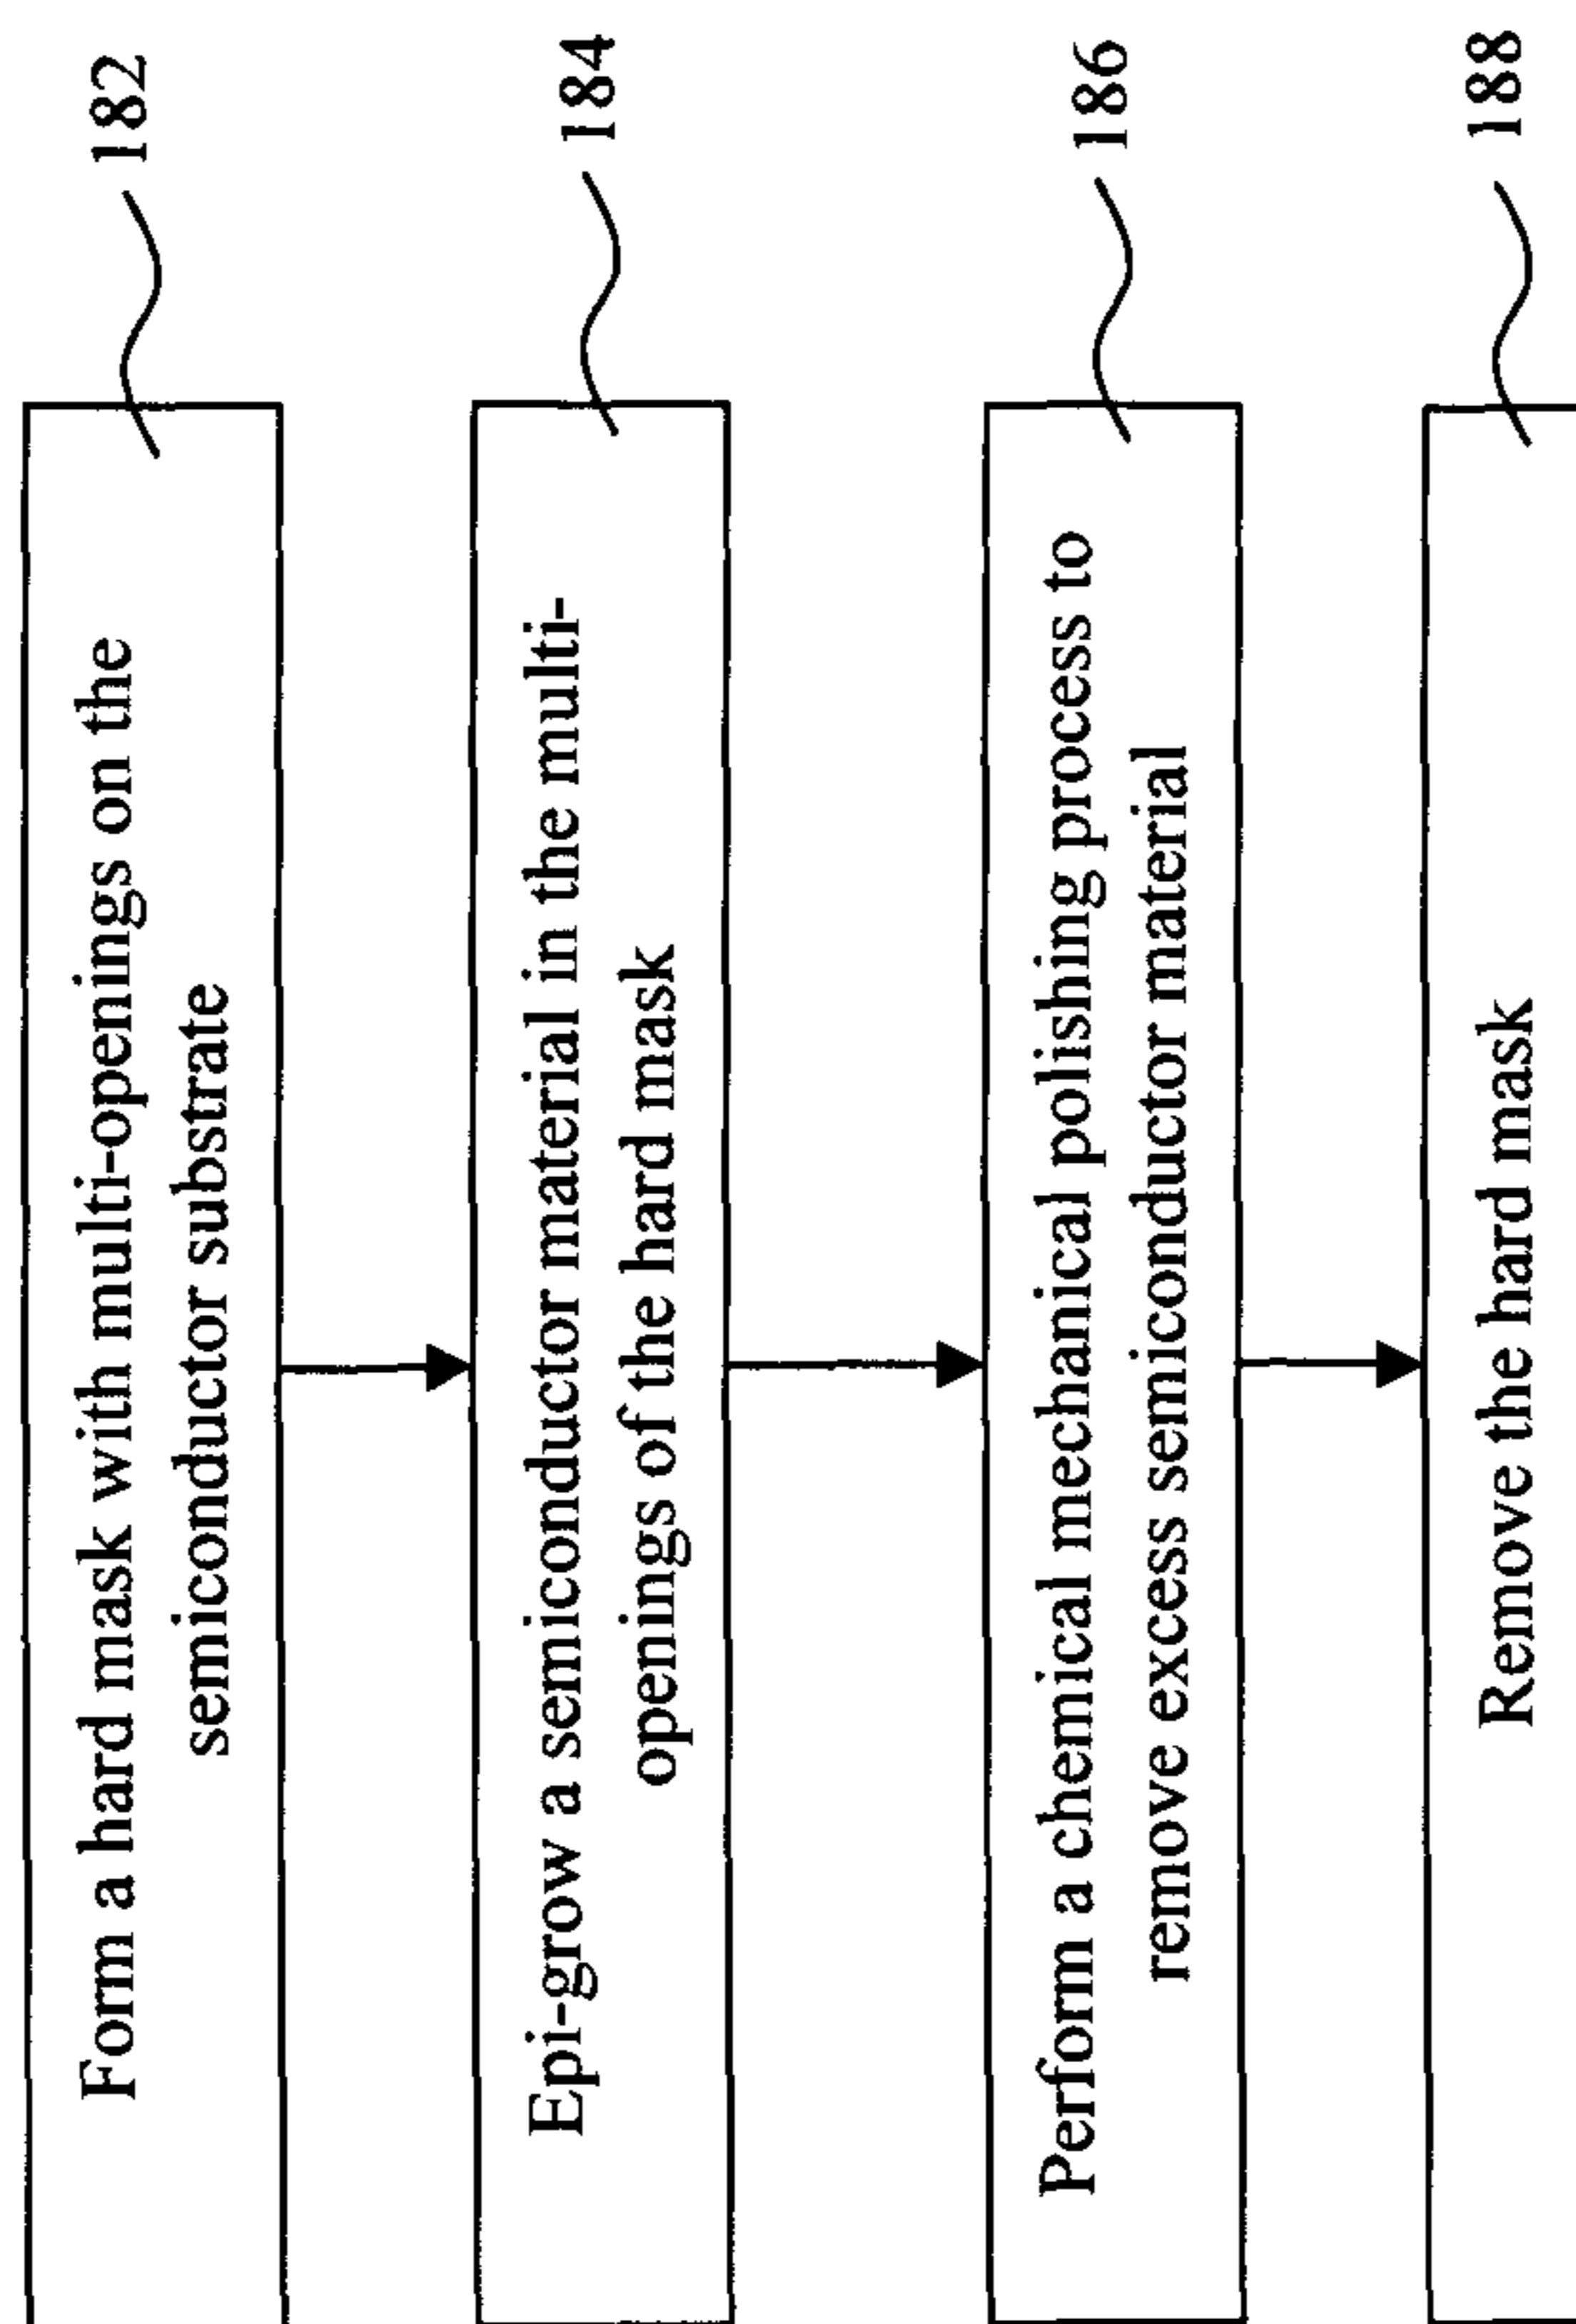 Form a hard mask with multi-openings on the
semiconductor substrate
182
Epi-grow a semiconductor material in the multi-
openings of the hard mask
184
Perform a chemical mechanical polishing process to
remove excess semiconductor material
186
Remove the hard mask
188